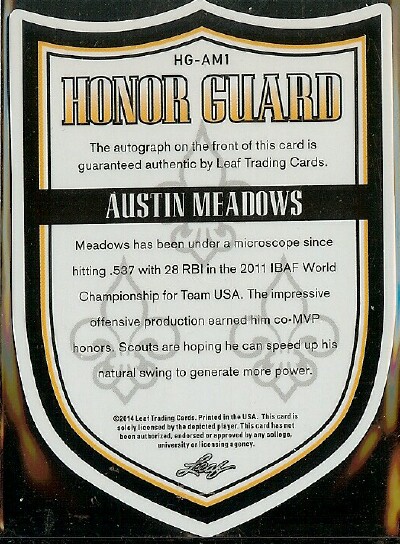 HG-AM1
HONOR GUARD
The autograph on the front of this card is
guaranteed authentic by Leaf Trading Cards.
AUSTIN MEADOWS
Meadows has been under a microscope since
hitting .537 with 28 RBI in the 2011 IBAF World
Championship for Team USA. The impressive
offensive production earned him co-MVP
honors. Scouts are hoping he can speed up his
natural swing to generate more power.
©2014 Leaf Trading Cards. Printed in the USA. This card is
solely licensed by the depicted player. This card has not
been authorized, endorsed or approved by any college,
university or licensing agency.
Leaf